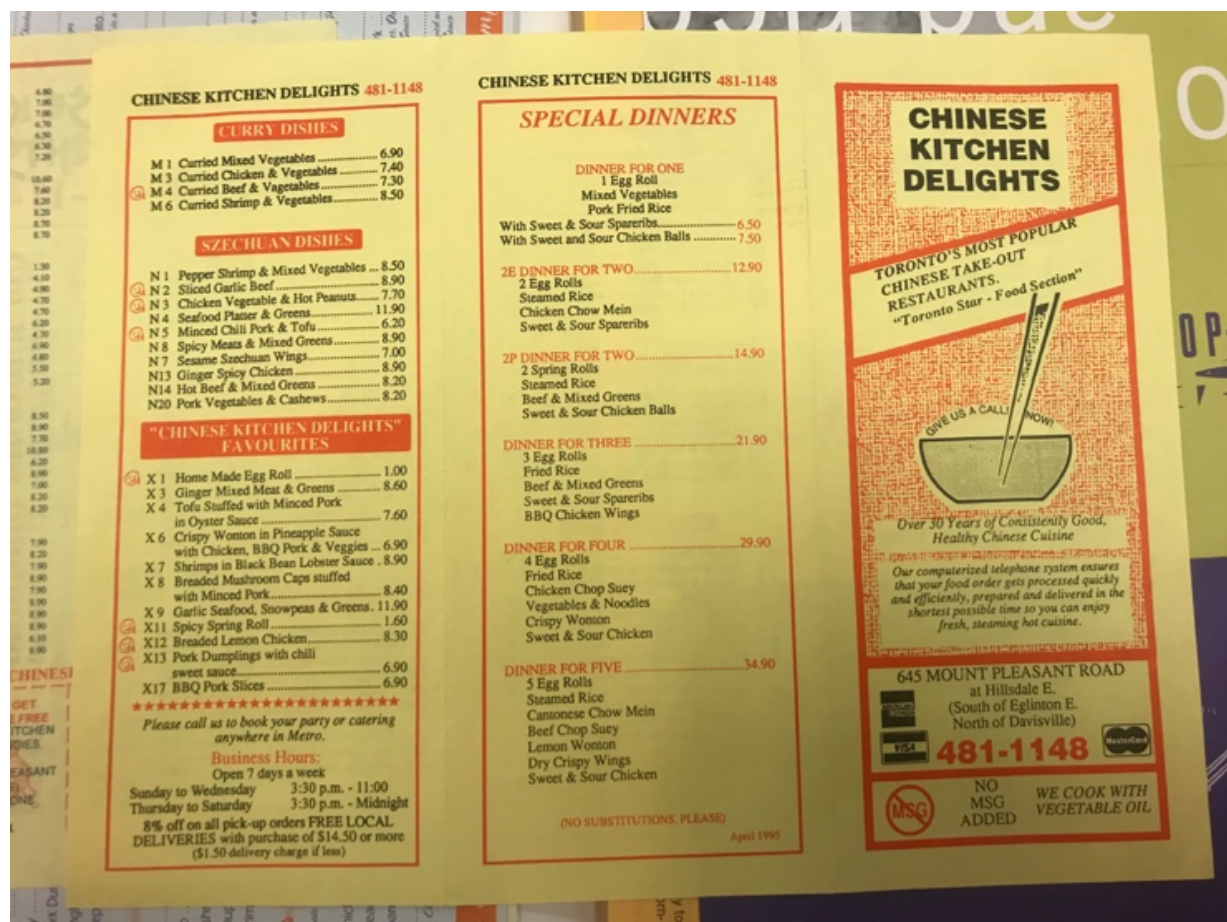 CHINESE KITCHEN DELIGHTS 481-1148
CURRY DISHES
M 1 Curried Mixed Vegetables 6.90
M 3 Curried Chicken & Vegetables 7.40
M 4 Curried Beef & Vagetables 7.30
M 6 Curried Shrimp & Vegetables 8.50
SZECHUAN DISHES
N 1 Pepper Shrimp & Mixed Vegetables 8.50
N 2 Sliced Garlic Beef 8.90
N 3 Chicken Vegetable & Hot Peanuts 7.70
N 4 Seafood Platter & Greens 11.90
N 5 Minced Chili Pork & Tofu 6.20
N 8 Spicy Meats & Mixed Greens 8.90
N 7 Sesame Szechuan Wings 7.00
N13 Ginger Spicy Chicken 8.90
N14 Hot Beef & Mixed Greens 8.20
N20 Pork Vegetables & Cashews 8.20
"CHINESE KITCHEN DELIGHTS"
FAVOURITES
X 1 Home Made Egg Roll 1.00
X 3 Ginger Mixed Meat & Greens 8.60
X 4 Tofu Stuffed with Minced Pork
in Oyster Sauce 7.60
X 6 Crispy Wonton in Pineapple Sauce
with Chicken, BBQ Pork & Veggies 6.90
X 7 Shrimps in Black Bean Lobster Sauce 8.90
X 8 Breaded Mushroom Caps stuffed
with Minced Pork 8.40
X 9 Garlic Seafood, Snowpeas & Greens 11.90
X11 Spicy Spring Roll 1.60
X12 Breaded Lemon Chicken 8.30
X13 Pork Dumplings with chili
sweet sauce 6.90
X17 BBQ Pork Slices 6.90
Please call us to book your party or catering
anywhere in Metro.
Business Hours:
Open 7 days a week
Sunday to Wednesday 3:30 p.m. - 11:00
Thursday to Saturday 3:30 p.m. - Midnight
8% off on all pick-up orders FREE LOCAL
DELIVERIES with purchase of $14.50 or more
($1.50 delivery charge if less)
CHINESE KITCHEN DELIGHTS 481-1148
SPECIAL DINNERS
DINNER FOR ONE
1 Egg Roll
Mixed Vegetables
Pork Fried Rice
With Sweet & Sour Spareribs 6.50
With Sweet and Sour Chicken Balls 7.50
2E DINNER FOR TWO 12.90
2 Egg Rolls
Steamed Rice
Chicken Chow Mein
Sweet & Sour Spareribs
2P DINNER FOR TWO 14.90
2 Spring Rolls
Steamed Rice
Beef & Mixed Greens
Sweet & Sour Chicken Balls
DINNER FOR THREE 21.90
3 Egg Rolls
Fried Rice
Beef & Mixed Greens
Sweet & Sour Spareribs
BBQ Chicken Wings
DINNER FOR FOUR 29.90
4 Egg Rolls
Fried Rice
Chicken Chop Suey
Vegetables & Noodles
Crispy Wonton
Sweet & Sour Chicken
DINNER FOR FIVE 34.90
5 Egg Rolls
Steamed Rice
Cantonese Chow Mein
Beef Chop Suey
Lemon Wonton
Dry Crispy Wings
Sweet & Sour Chicken
(NO SUBSTITUTIONS, PLEASE)
April 1995
CHINESE
KITCHEN
DELIGHTS
TORONTO'S MOST POPULAR
CHINESE TAKE-OUT
RESTAURANTS.
"Toronto Star - Food Section"
GIVE US A CALL! NOW!
Over 30 Years of Consistently Good,
Healthy Chinese Cuisine
Our computerized telephone system ensures
that your food order gets processed quickly
and efficiently, prepared and delivered in the
shortest possible time so you can enjoy
fresh, steaming hot cuisine.
645 MOUNT PLEASANT ROAD
at Hillsdale E.
(South of Eglinton E.
North of Davisville)
VISA 481-1148 MasterCard
MSG
NO
MSG
ADDED
WE COOK WITH
VEGETABLE OIL